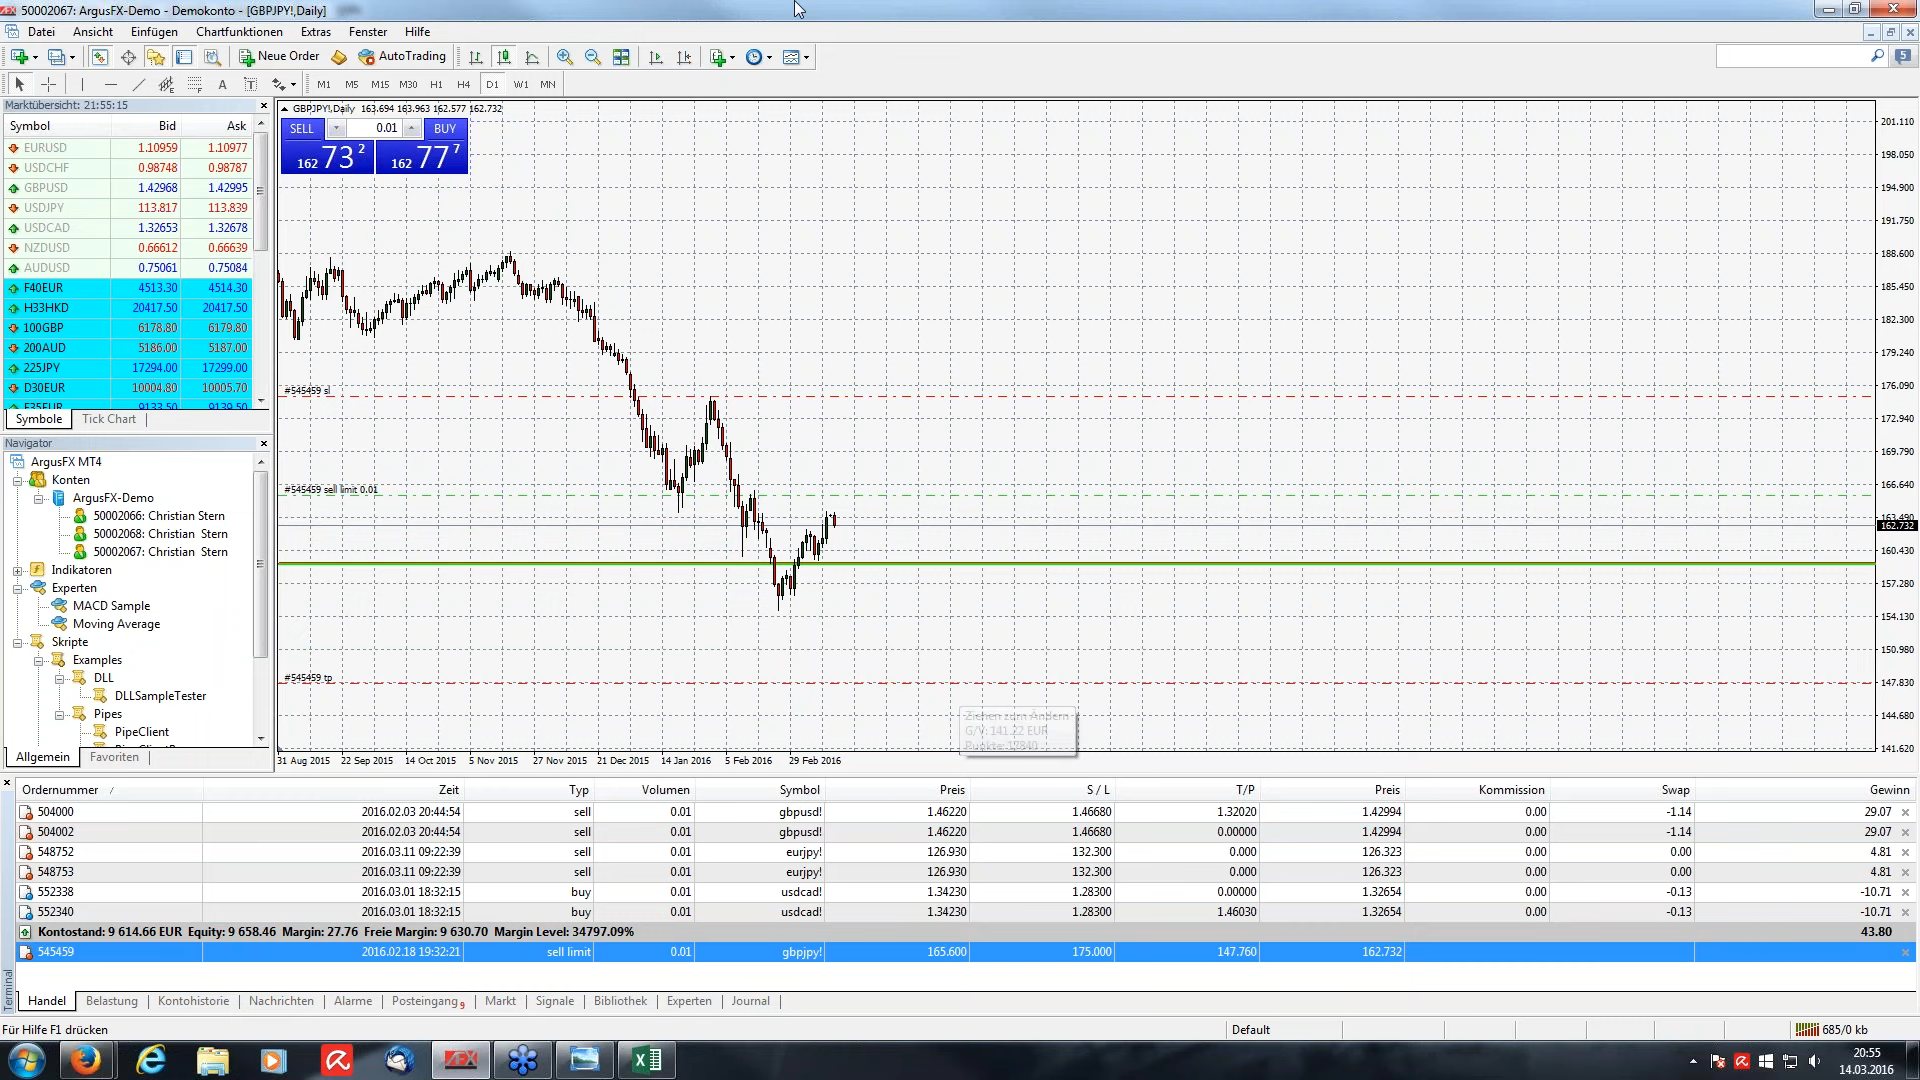 50002067: ArgusFX-Demo - Demokonto - [GBPJPY!,Daily]
Datei Ansicht Einfügen Chartfunktionen Extras Fenster Hilfe
Neue Order AutoTrading
5
A T M1 M5 M15 M30 H1 H4 D1 W1 MN
Marktübersicht: 21:55:15
Symbol Bid Ask
EURUSD 1.10959 1.10977
USDCHF 0.98748 0.98787
GBPUSD 1.42968 1.42995
USDJPY 113.817 113.839
USDCAD 1.32653 1.32678
NZDUSD 0.66612 0.66639
AUDUSD 0.75061 0.75084
F40EUR 4513.30 4514.30
H33HKD 20417.50 20417.50
100GBP 6178.80 6179.80
200AUD 5186.00 5187.00
225JPY 17294.00 17299.00
D30EUR 10004.80 10005.70
E35EUR 9133.50 9139.50
Symbole Tick Chart
Navigator
ArgusFX MT4
Konten
ArgusFX-Demo
50002066: Christian Stern
50002068: Christian Stern
50002067: Christian Stern
Indikatoren
Experten
MACD Sample
Moving Average
Skripte
Examples
DLL
DLLSampleTester
Pipes
PipeClient
Allgemein Favoriten
GBPJPY!,Daily 163.694 163.963 162.577 162.732
SELL 0.01 BUY
162 73 2 162 77 7
#545459 sl
#545459 sell limit 0.01
#545459 tp
201.110
198.050
194.900
191.750
188.600
185.450
182.300
179.240
176.090
172.940
169.790
166.640
163.490
162.732
160.430
157.280
154.130
150.980
147.830
144.680
141.620
Ziehen zum Ändern
G/V: 141.22 EUR
Punkte: 17840
31 Aug 2015 22 Sep 2015 14 Oct 2015 5 Nov 2015 27 Nov 2015 21 Dec 2015 14 Jan 2016 5 Feb 2016 29 Feb 2016
Ordernummer / Zeit Typ Volumen Symbol Preis S / L T/P Preis Kommission Swap Gewinn
504000 2016.02.03 20:44:54 sell 0.01 gbpusd! 1.46220 1.46680 1.32020 1.42994 0.00 -1.14 29.07
504002 2016.02.03 20:44:54 sell 0.01 gbpusd! 1.46220 1.46680 0.00000 1.42994 0.00 -1.14 29.07
548752 2016.03.11 09:22:39 sell 0.01 eurjpy! 126.930 132.300 0.000 126.323 0.00 0.00 4.81
548753 2016.03.11 09:22:39 sell 0.01 eurjpy! 126.930 132.300 0.000 126.323 0.00 0.00 4.81
552338 2016.03.01 18:32:15 buy 0.01 usdcad! 1.34230 1.28300 0.00000 1.32654 0.00 -0.13 -10.71
552340 2016.03.01 18:32:15 buy 0.01 usdcad! 1.34230 1.28300 1.46030 1.32654 0.00 -0.13 -10.71
Kontostand: 9 614.66 EUR Equity: 9 658.46 Margin: 27.76 Freie Margin: 9 630.70 Margin Level: 34797.09% 43.80
545459 2016.02.18 19:32:21 sell limit 0.01 gbpjpy! 165.600 175.000 147.760 162.732
Terminal
Handel Belastung Kontohistorie Nachrichten Alarme Posteingang 9 Markt Signale Bibliothek Experten Journal
Für Hilfe F1 drücken Default 685/0 kb
AFX
20:55
14.03.2016